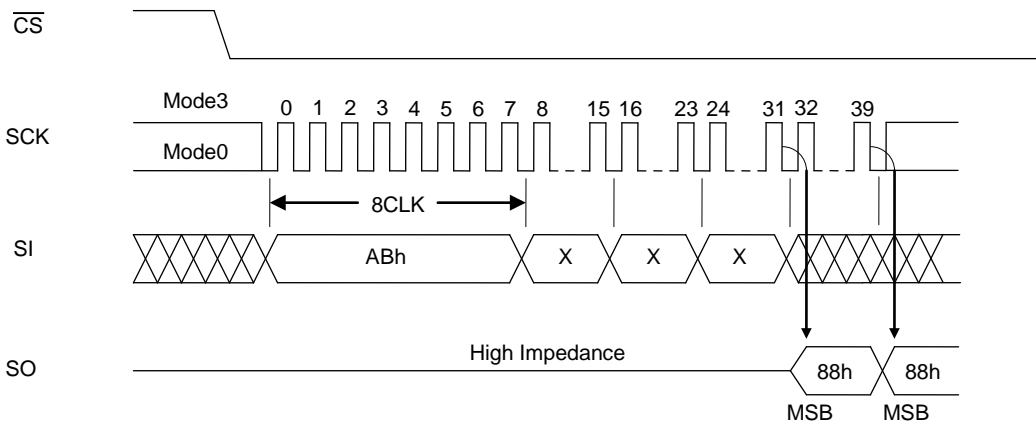 CS
Mode3
0 1 2 3 4 5 6 7 8 15 16 23 24 31 32 39
SCK
Mode0
8CLK
SI
ABh X X X
High Impedance
SO
88h 88h
MSB MSB